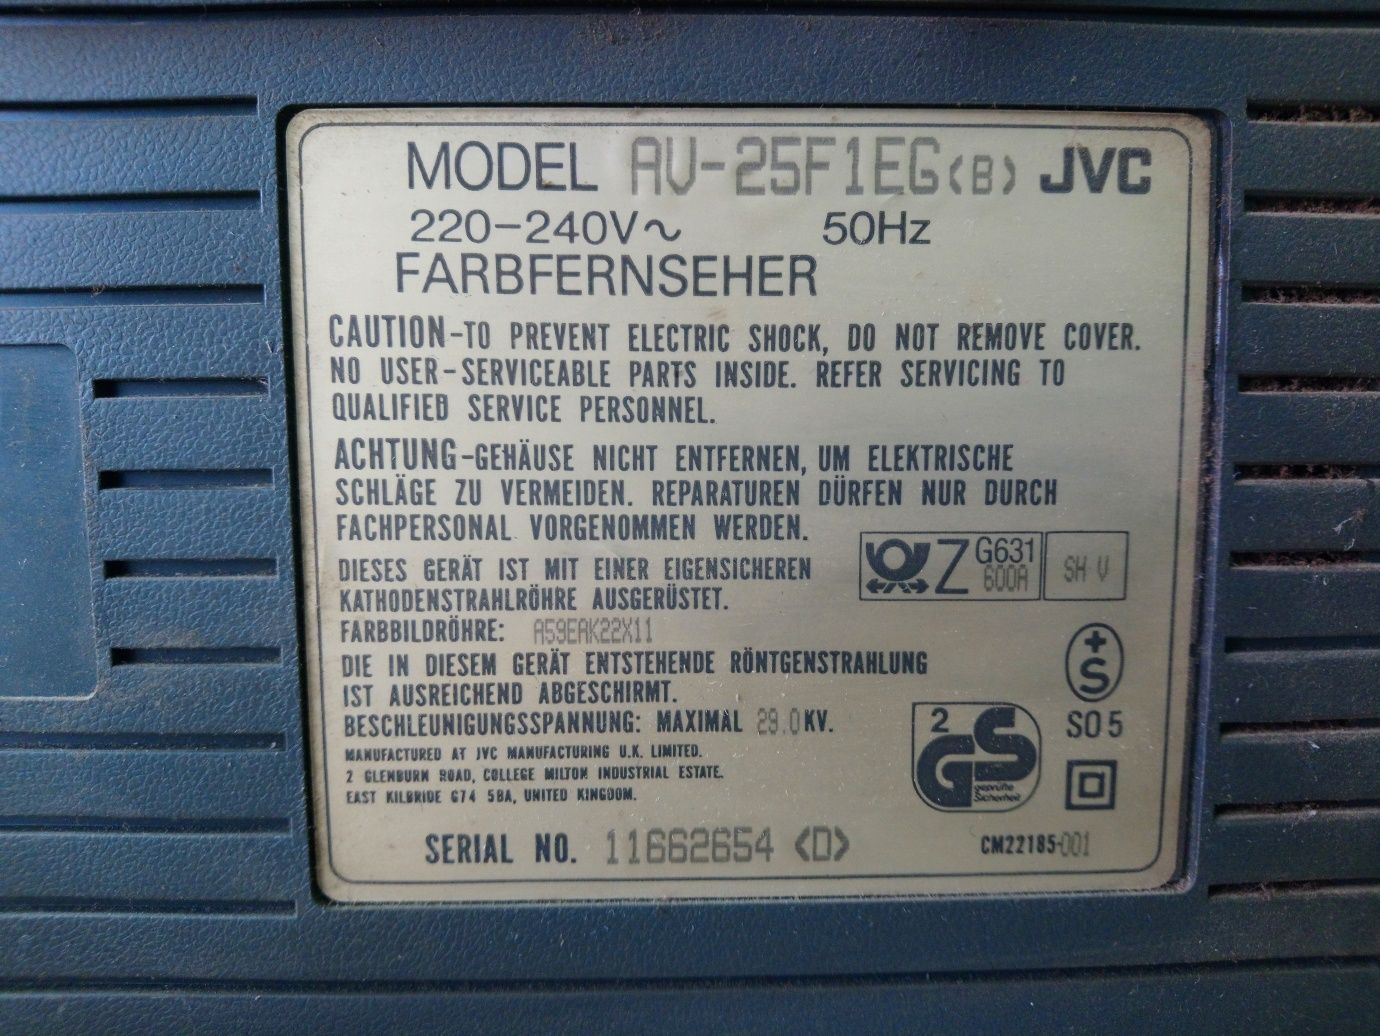 MODEL AV-25F1EG(B) JVC
220-240V~ 50Hz
FARBFERNSEHER
CAUTION-TO PREVENT ELECTRIC SHOCK, DO NOT REMOVE COVER.
NO USER-SERVICEABLE PARTS INSIDE. REFER SERVICING TO
QUALIFIED SERVICE PERSONNEL.
ACHTUNG-GEHÄUSE NICHT ENTFERNEN, UM ELEKTRISCHE
SCHLÄGE ZU VERMEIDEN. REPARATUREN DÜRFEN NUR DURCH
FACHPERSONAL VORGENOMMEN WERDEN.
Z G631
600A
SH V
DIESES GERÄT IST MIT EINER EIGENSICHEREN
KATHODENSTRAHLRÖHRE AUSGERÜSTET.
FARBBILDRÖHRE: A59EAK22X11
DIE IN DIESEM GERÄT ENTSTEHENDE RÖNTGENSTRAHLUNG
IST AUSREICHEND ABGESCHIRMT.
BESCHLEUNIGUNGSSPANNUNG: MAXIMAL 29.0KV.
MANUFACTURED AT JVC MANUFACTURING U.K. LIMITED.
2 GLENBURN ROAD, COLLEGE MILTON INDUSTRIAL ESTATE.
EAST KILBRIDE G74 5BA, UNITED KINGDOM.
+
S
SO 5
2
GS
geprüfte
Sicherheit
SERIAL NO. 11662654 <D>
CM22185-001